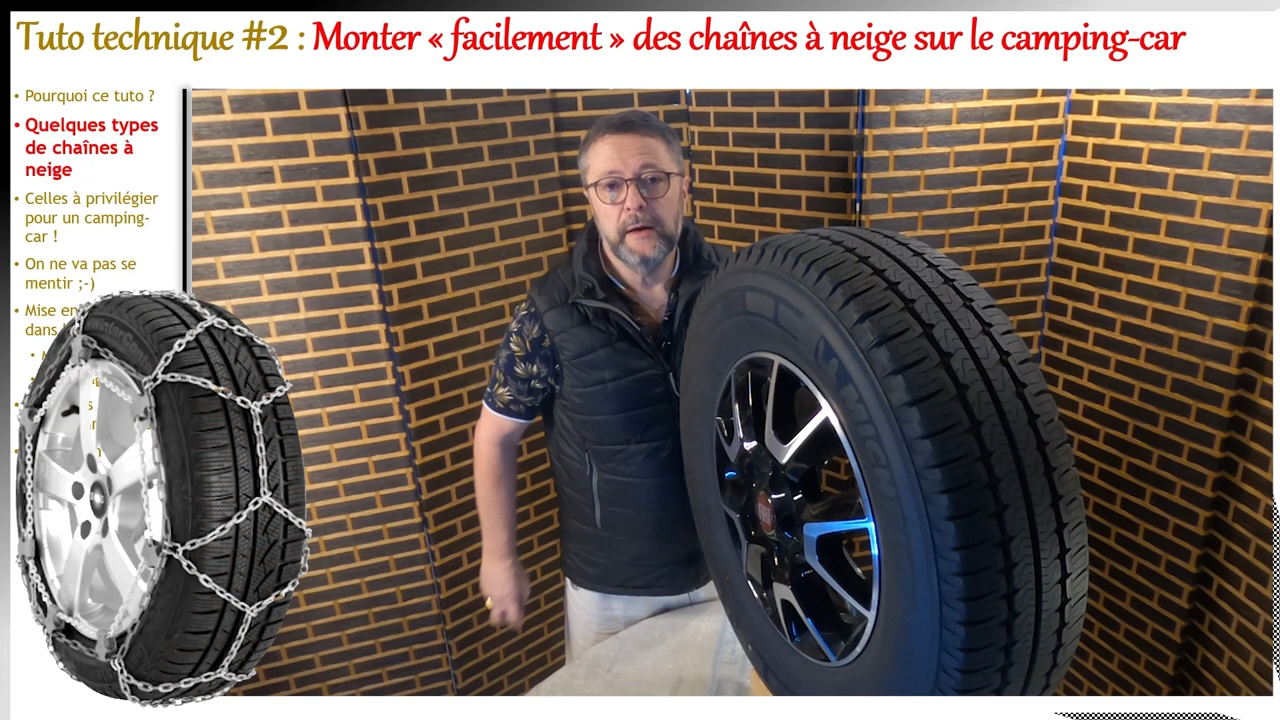 Tuto technique #2 : Monter « facilement » des chaînes à neige sur le camping-car
• Pourquoi ce tuto ?
• Quelques types
de chaînes à
neige
• Celles à privilégier
pour un camping-
car !
• On ne va pas se
mentir ;-)
• Mise en
dans